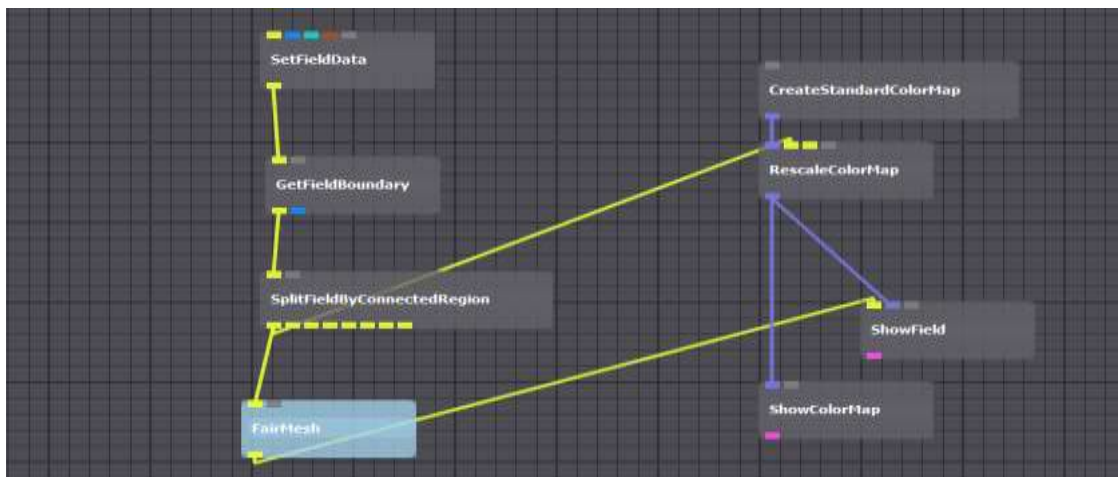 SetFieldData
CreateStandardColorMap
RescaleColorMap
GetFieldBoundary
SplitFieldByConnectedRegion
ShowField
ShowColorMap
FairMesh